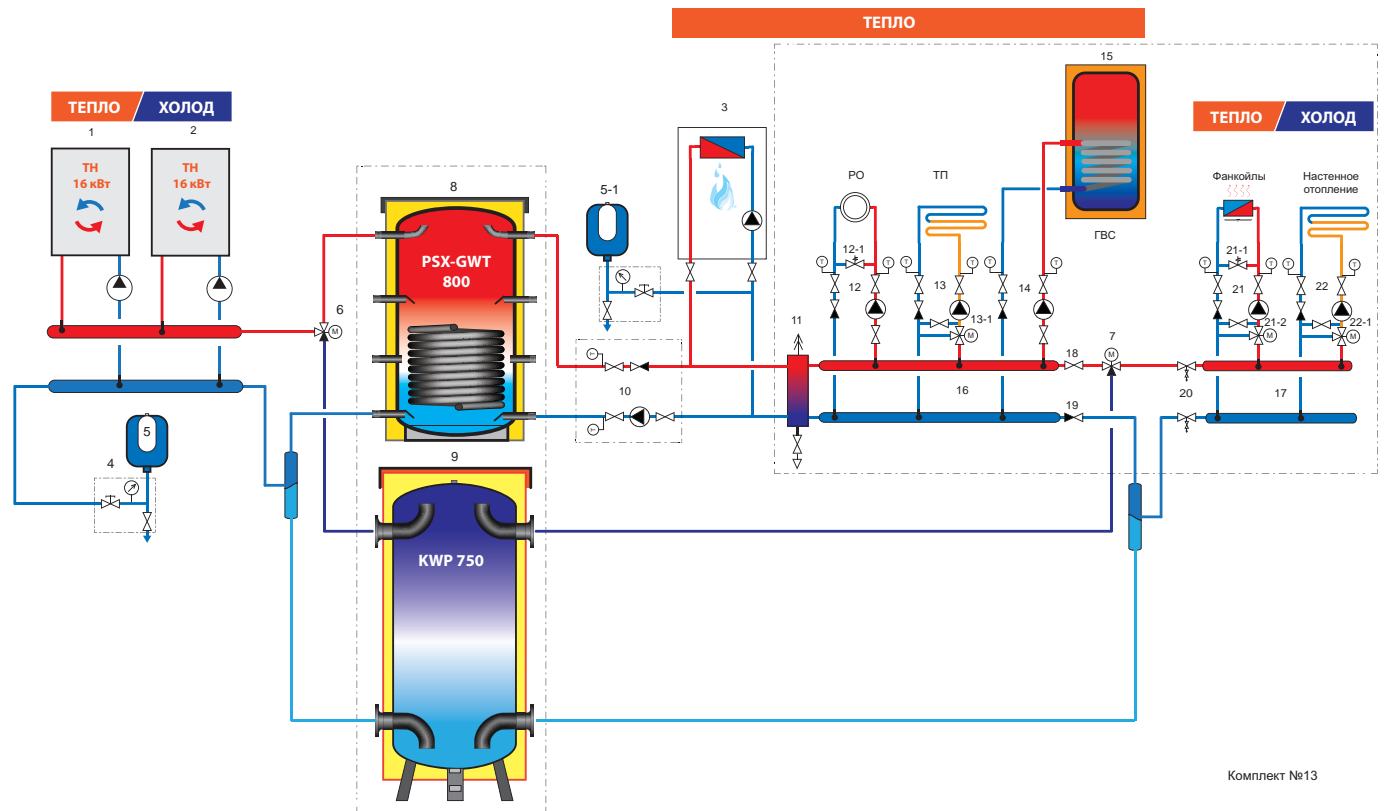 ТЕПЛО
ТЕПЛО ХОЛОД
1
2
ТН
16 кВт
ТН
16 кВт
6
M
5
4
8
PSX-GWT
800
9
KWP 750
5-1
3
T
10
T
11
РО
ТП
15
ГВС
T
12-1
T
T
T
T
T
12
13
14
13-1
M
16
18
7
M
19
ТЕПЛО ХОЛОД
Фанкойлы
Настенное
отопление
T
21-1
T
T
T
21
22
21-2
M
22-1
M
20
17
Комплект №13